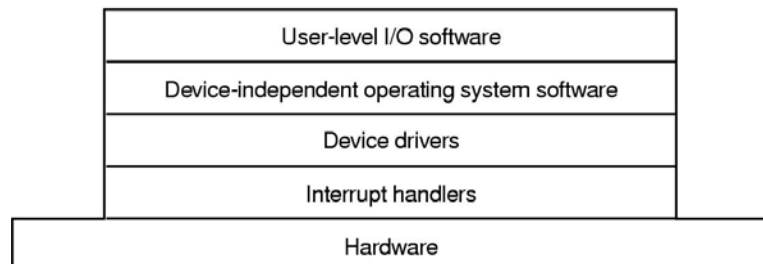 User-level I/O software
Device-independent operating system software
Device drivers
Interrupt handlers
Hardware